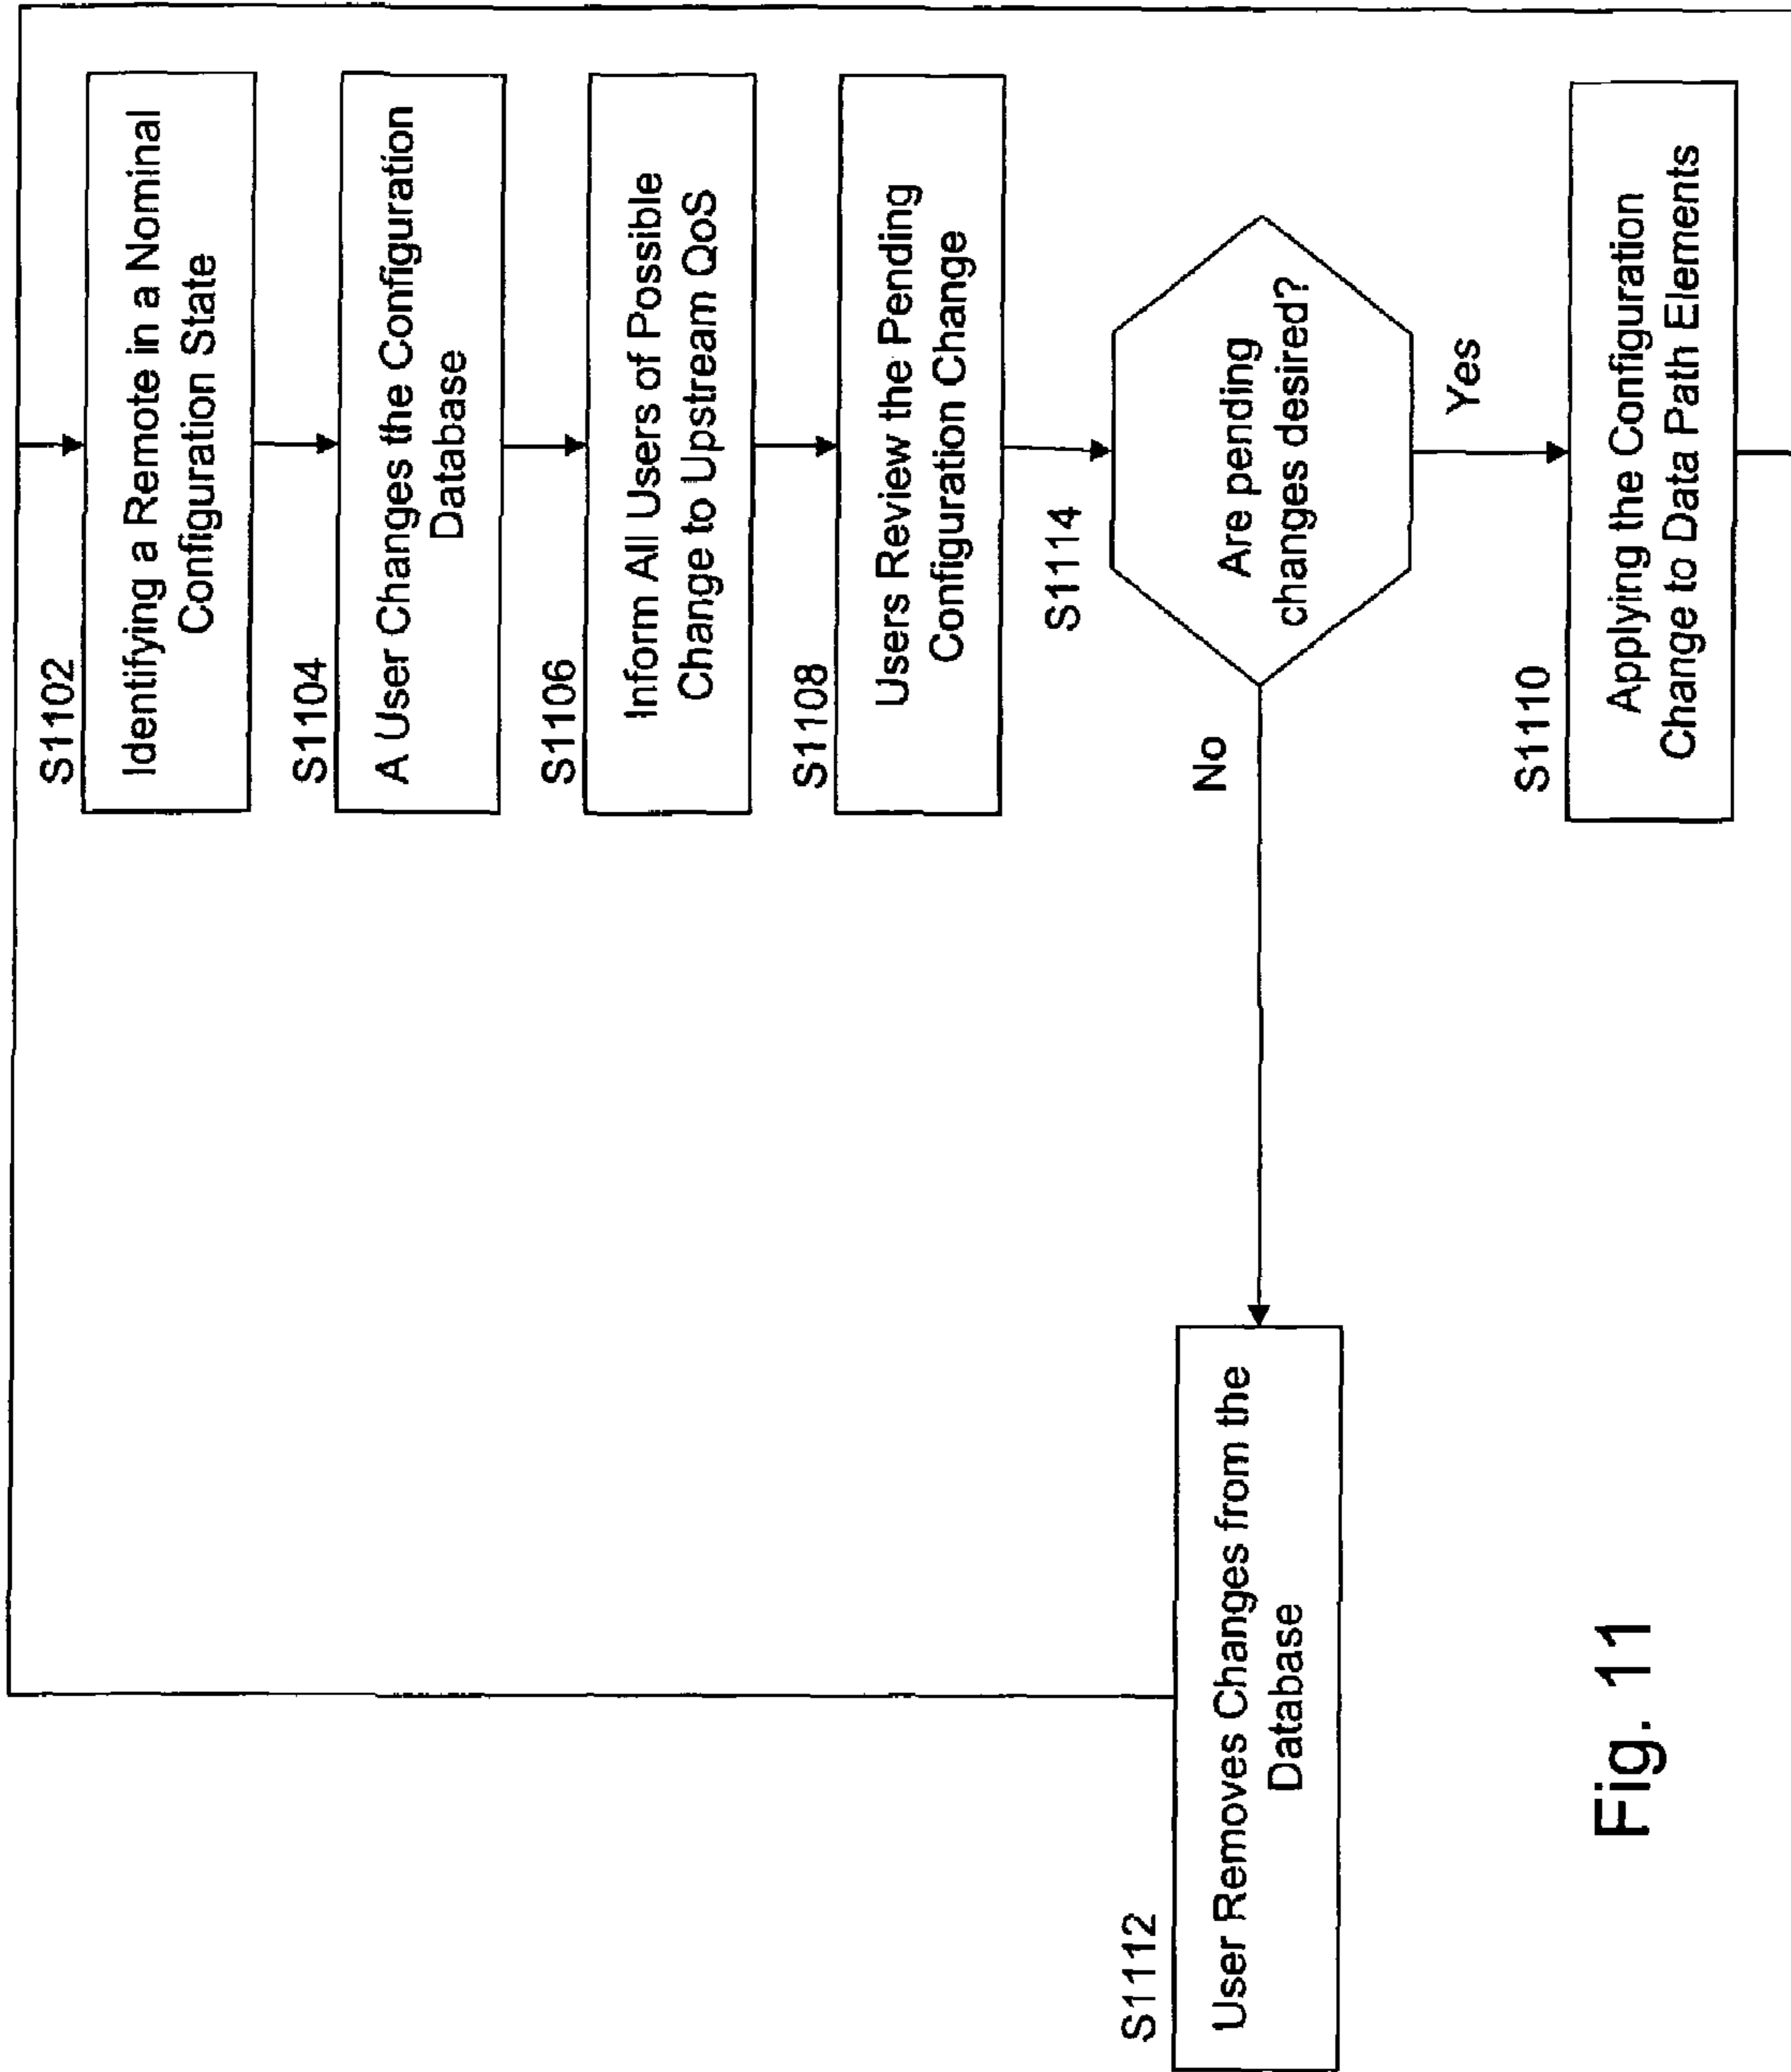 S1102
Identifying a Remote in a Nominal
Configuration State
S1104
A User Changes the Configuration
Database
S1106
Inform All Users of Possible
Change to Upstream QoS
S1108
Users Review the Pending
Configuration Change
S1114
Are pending
changes desired?
No
Yes
S1112
User Removes Changes from the
Database
S1110
Applying the Configuration
Change to Data Path Elements
Fig. 11